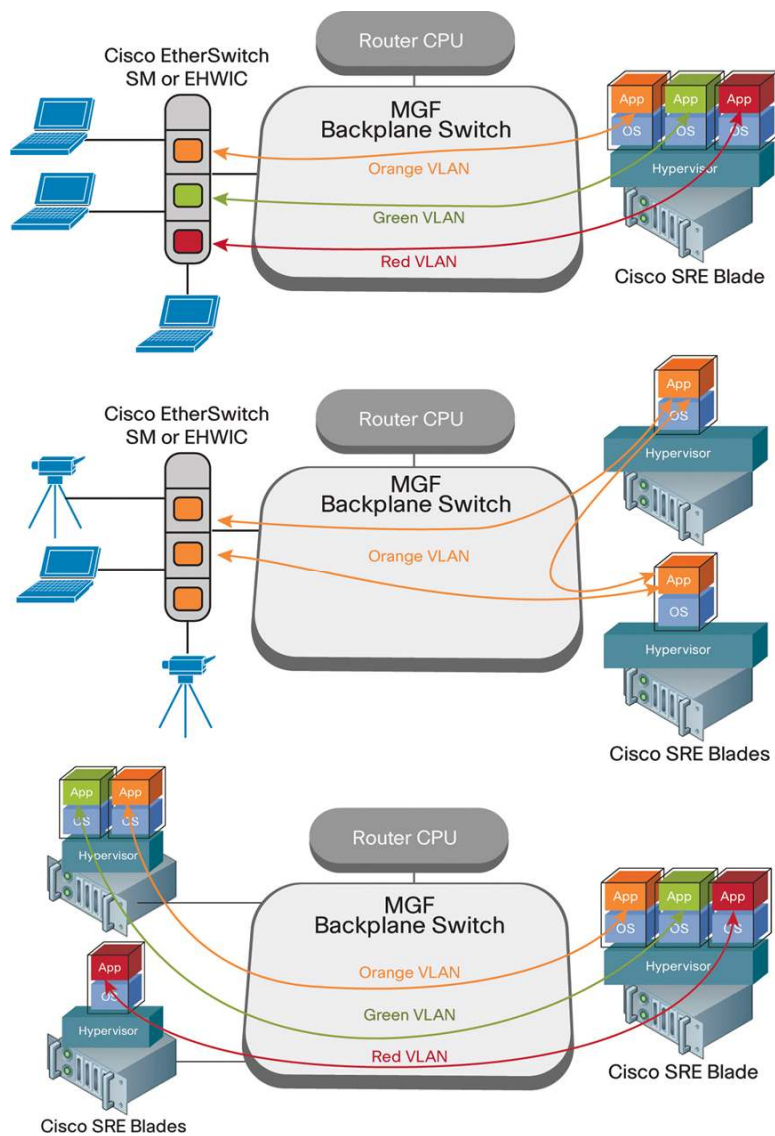 Router CPU
Cisco EtherSwitch
SM or EHWIC
MGF
Backplane Switch
App
App
App
OS
OS
OS
Orange VLAN
Hypervisor
Green VLAN
Red VLAN
Cisco SRE Blade
Cisco EtherSwitch
SM or EHWIC
Router CPU
App
OS
Hypervisor
MGF
Backplane Switch
Orange VLAN
App
OS
Hypervisor
Cisco SRE Blades
App
App
OS
OS
Hypervisor
Router CPU
MGF
Backplane Switch
App
App
App
OS
OS
OS
Hypervisor
App
OS
Hypervisor
Orange VLAN
Green VLAN
Red VLAN
Cisco SRE Blade
Cisco SRE Blades